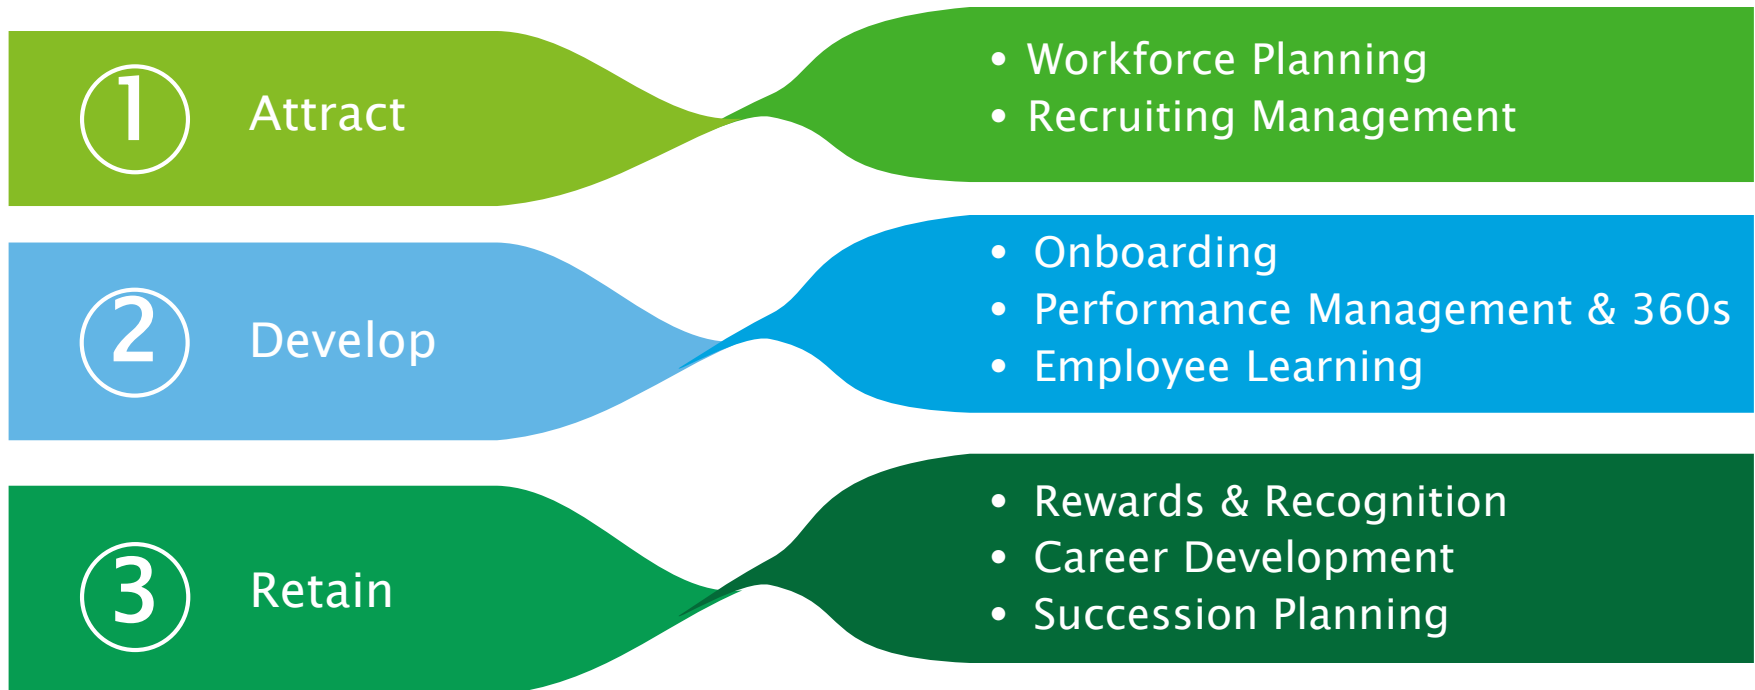 1 Attract
• Workforce Planning
• Recruiting Management
2 Develop
• Onboarding
• Performance Management & 360s
• Employee Learning
3 Retain
• Rewards & Recognition
• Career Development
• Succession Planning